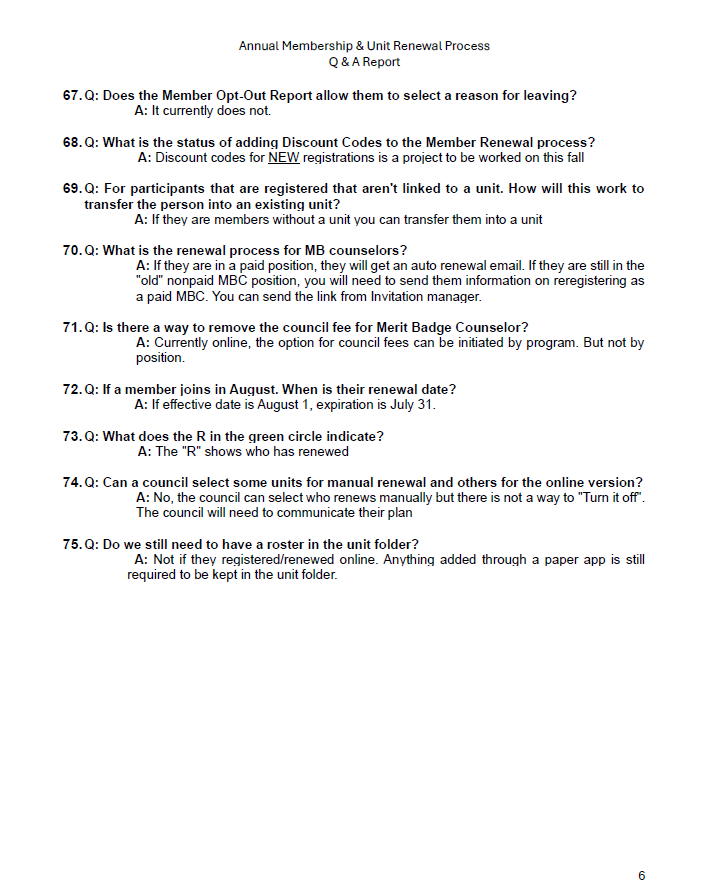 Annual Membership & Unit Renewal Process
Q & A Report
67. Q: Does the Member Opt-Out Report allow them to select a reason for leaving?
A: It currently does not.
68. Q: What is the status of adding Discount Codes to the Member Renewal process?
A: Discount codes for NEW registrations is a project to be worked on this fall
69. Q: For participants that are registered that aren't linked to a unit. How will this work to
transfer the person into an existing unit?
A: If they are members without a unit you can transfer them into a unit
70. Q: What is the renewal process for MB counselors?
A: If they are in a paid position, they will get an auto renewal email. If they are still in the
"old" nonpaid MBC position, you will need to send them information on reregistering as
a paid MBC. You can send the link from Invitation manager.
71. Q: Is there a way to remove the council fee for Merit Badge Counselor?
A: Currently online, the option for council fees can be initiated by program. But not by
position.
72. Q: If a member joins in August. When is their renewal date?
A: If effective date is August 1, expiration is July 31.
73. Q: What does the R in the green circle indicate?
A: The "R" shows who has renewed
74. Q: Can a council select some units for manual renewal and others for the online version?
A: No, the council can select who renews manually but there is not a way to "Turn it off".
The council will need to communicate their plan
75. Q: Do we still need to have a roster in the unit folder?
A: Not if they registered/renewed online. Anything added through a paper app is still
required to be kept in the unit folder.
6